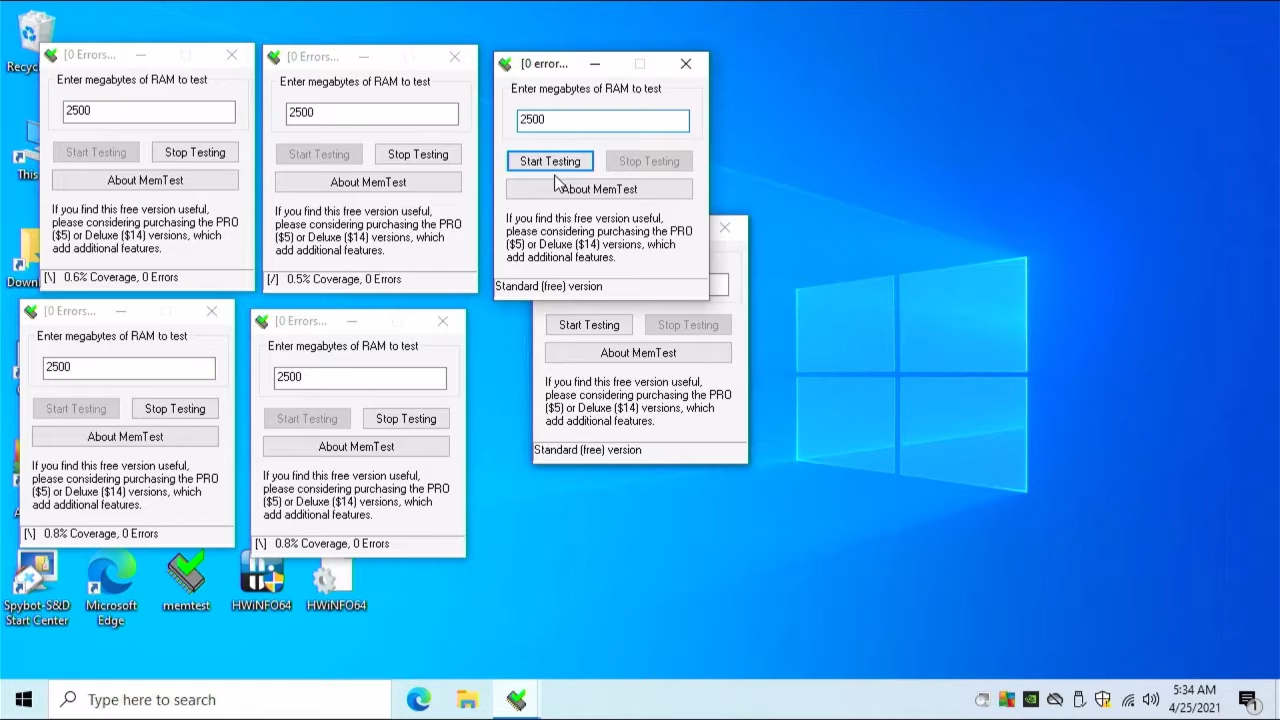 [0 Errors...
Enter megabytes of RAM to test
2500
Start Testing
Stop Testing
About MemTest
If you find this free version useful,
please considering purchasing the PRO
($5) or Deluxe ($14) versions, which
add additional features.
[\] 0.6% Coverage, 0 Errors
[0 Errors...
Enter megabytes of RAM to test
2500
Start Testing
Stop Testing
About MemTest
If you find this free version useful,
please considering purchasing the PRO
($5) or Deluxe ($14) versions, which
add additional features.
[/] 0.5% Coverage, 0 Errors
[0 error...
Enter megabytes of RAM to test
2500
Start Testing
Stop Testing
About MemTest
If you find this free version useful,
please considering purchasing the PRO
($5) or Deluxe ($14) versions, which
add additional features.
Standard (free) version
[0 Errors...
Enter megabytes of RAM to test
2500
Start Testing
Stop Testing
About MemTest
If you find this free version useful,
please considering purchasing the PRO
($5) or Deluxe ($14) versions, which
add additional features.
[\] 0.8% Coverage, 0 Errors
[0 Errors...
Enter megabytes of RAM to test
2500
Start Testing
Stop Testing
About MemTest
If you find this free version useful,
please considering purchasing the PRO
($5) or Deluxe ($14) versions, which
add additional features.
[\] 0.8% Coverage, 0 Errors
Start Testing
Stop Testing
About MemTest
If you find this free version useful,
please considering purchasing the PRO
($5) or Deluxe ($14) versions, which
add additional features.
Standard (free) version
Recyc
This
Down
Spybot-S&D
Start Center
Microsoft
Edge
memtest
HWiNFO64
HWiNFO64
Type here to search
5:34 AM
4/25/2021
1